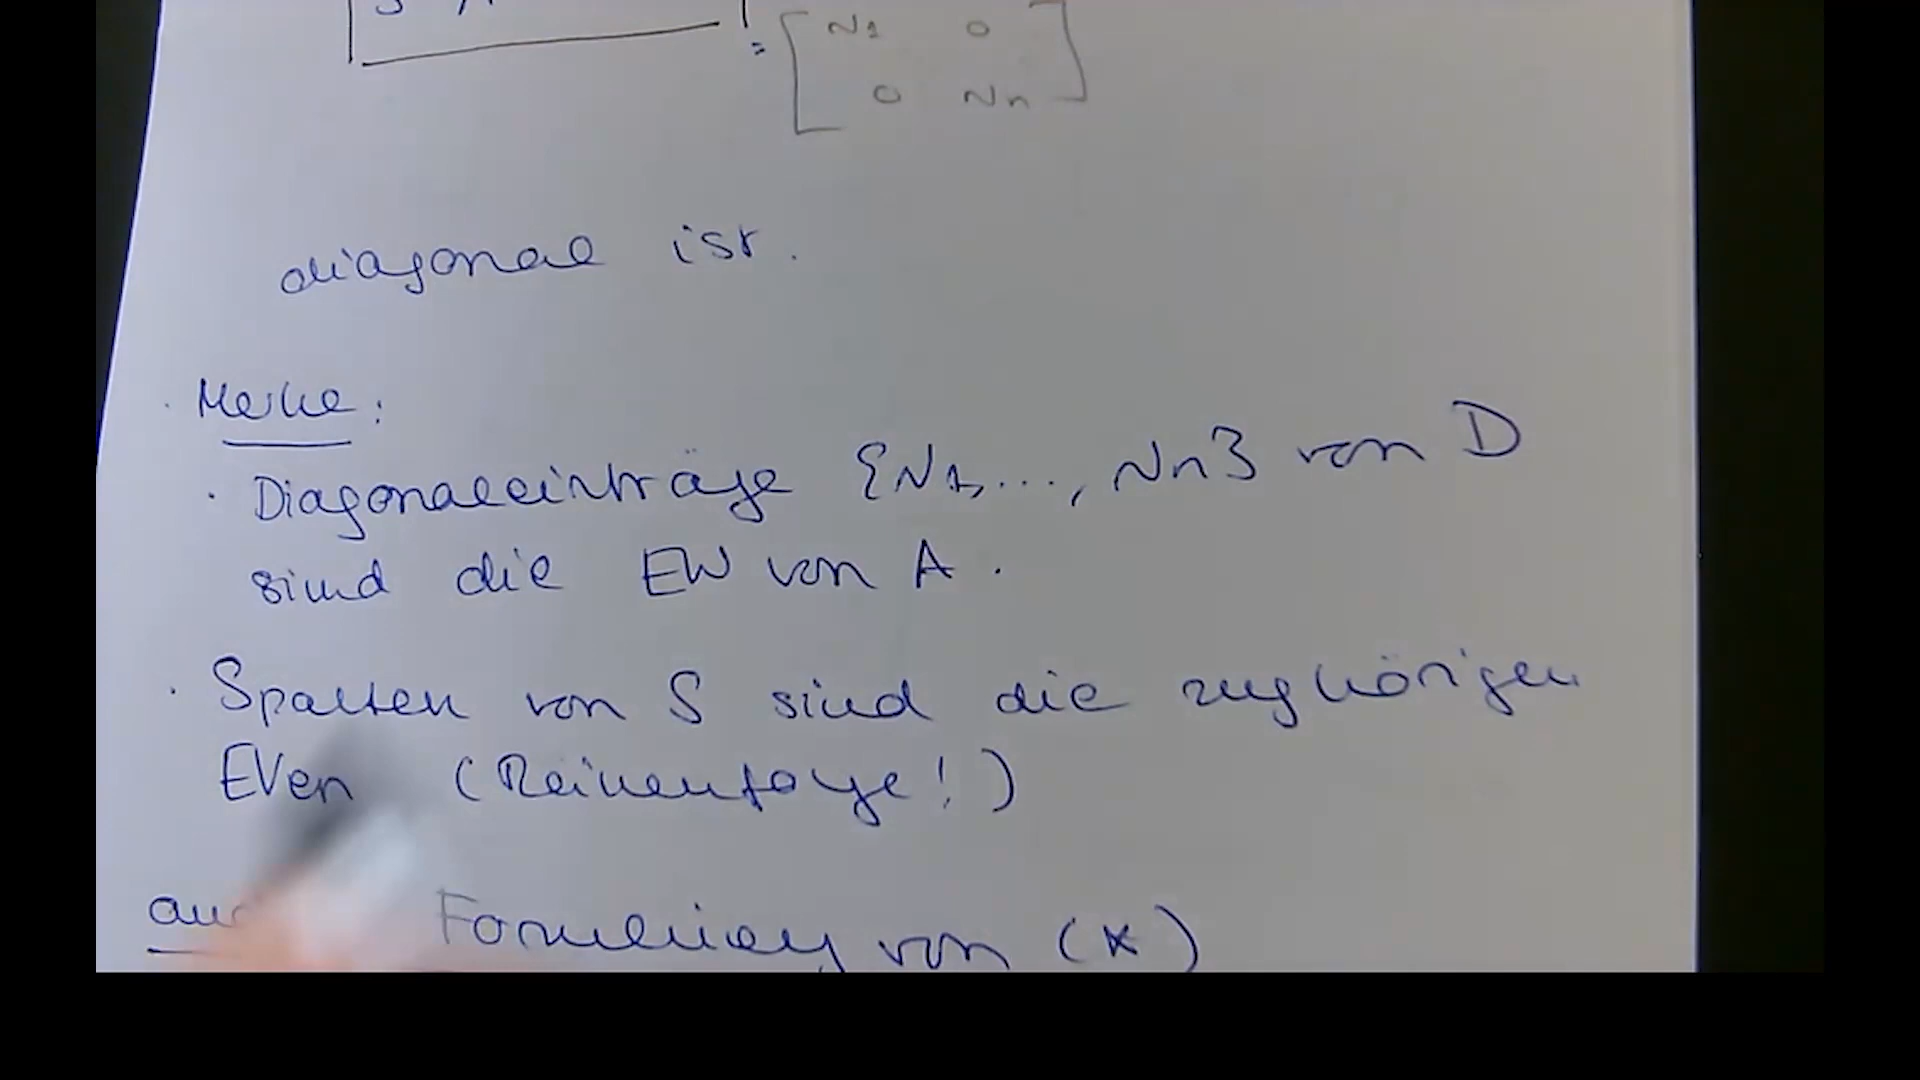 = [ λ1 0
0 λn ]
diagonal ist.
· Merke:
· Diagonaleinträge {λ1, ..., λn} von D
sind die EW von A.
· Spalten von S sind die zughörigen
EVen (Reihenfolge!)
Formulierung von (*)